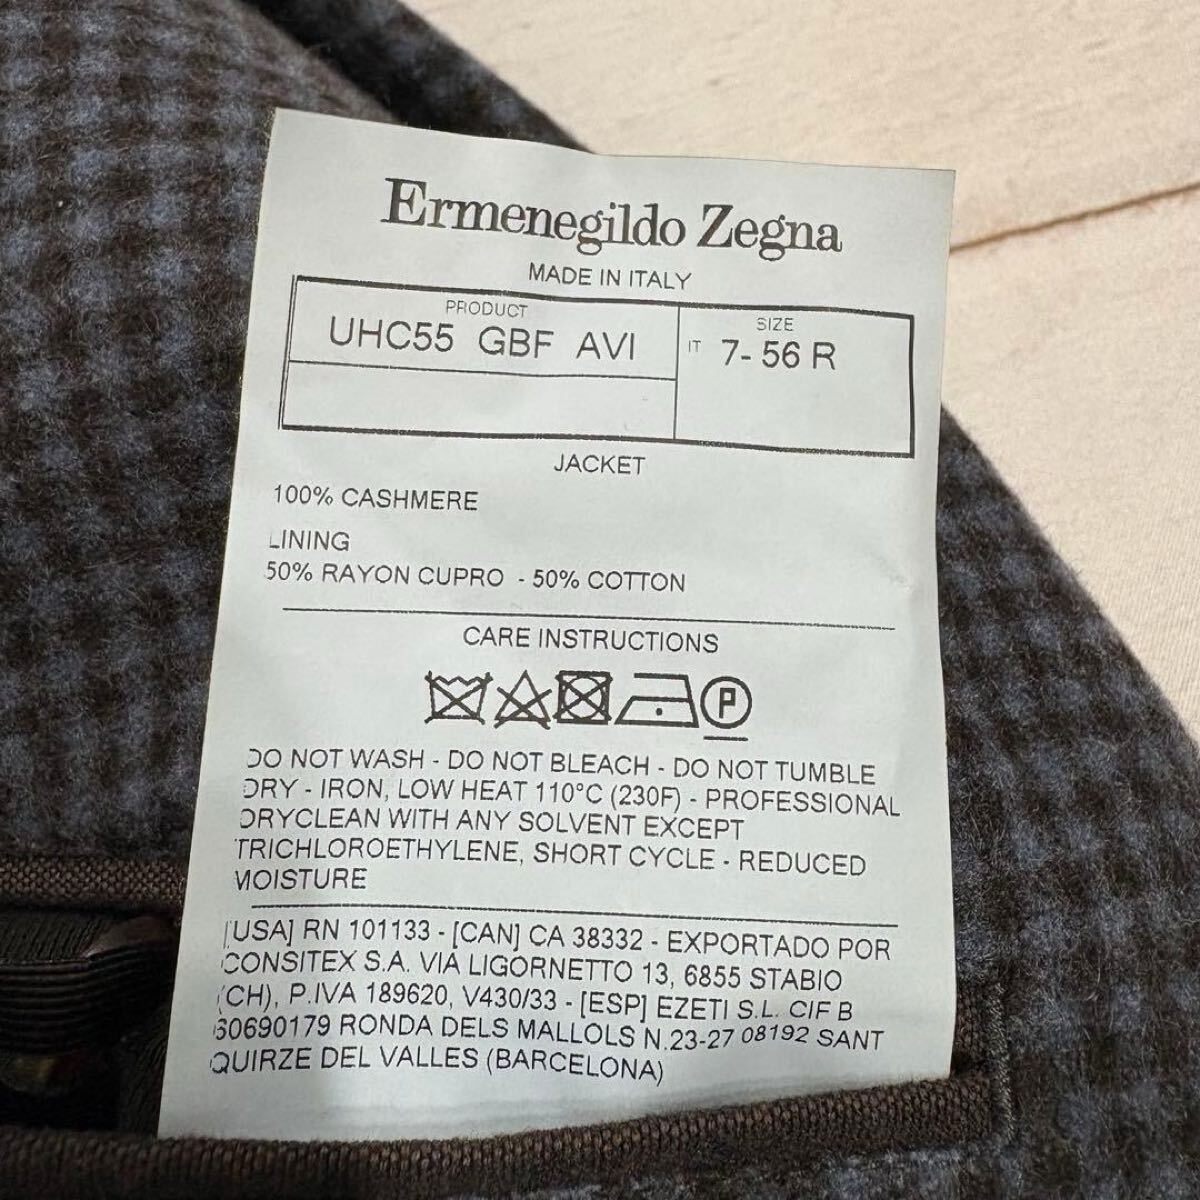 Ermenegildo Zegna
MADE IN ITALY
PRODUCT
UHC55 GBF AVI
SIZE
IT 7- 56 R
JACKET
100% CASHMERE
LINING
50% RAYON CUPRO - 50% COTTON
CARE INSTRUCTIONS
P
DO NOT WASH - DO NOT BLEACH - DO NOT TUMBLE
DRY - IRON, LOW HEAT 110°C (230F) - PROFESSIONAL
DRYCLEAN WITH ANY SOLVENT EXCEPT
TRICHLOROETHYLENE, SHORT CYCLE - REDUCED
MOISTURE
[USA] RN 101133 - [CAN] CA 38332 - EXPORTADO POR
CONSITEX S.A. VIA LIGORNETTO 13, 6855 STABIO
(CH), P.IVA 189620, V430/33 - [ESP] EZETI S.L. CIF B
60690179 RONDA DELS MALLOLS N.23-27 08192 SANT
QUIRZE DEL VALLES (BARCELONA)